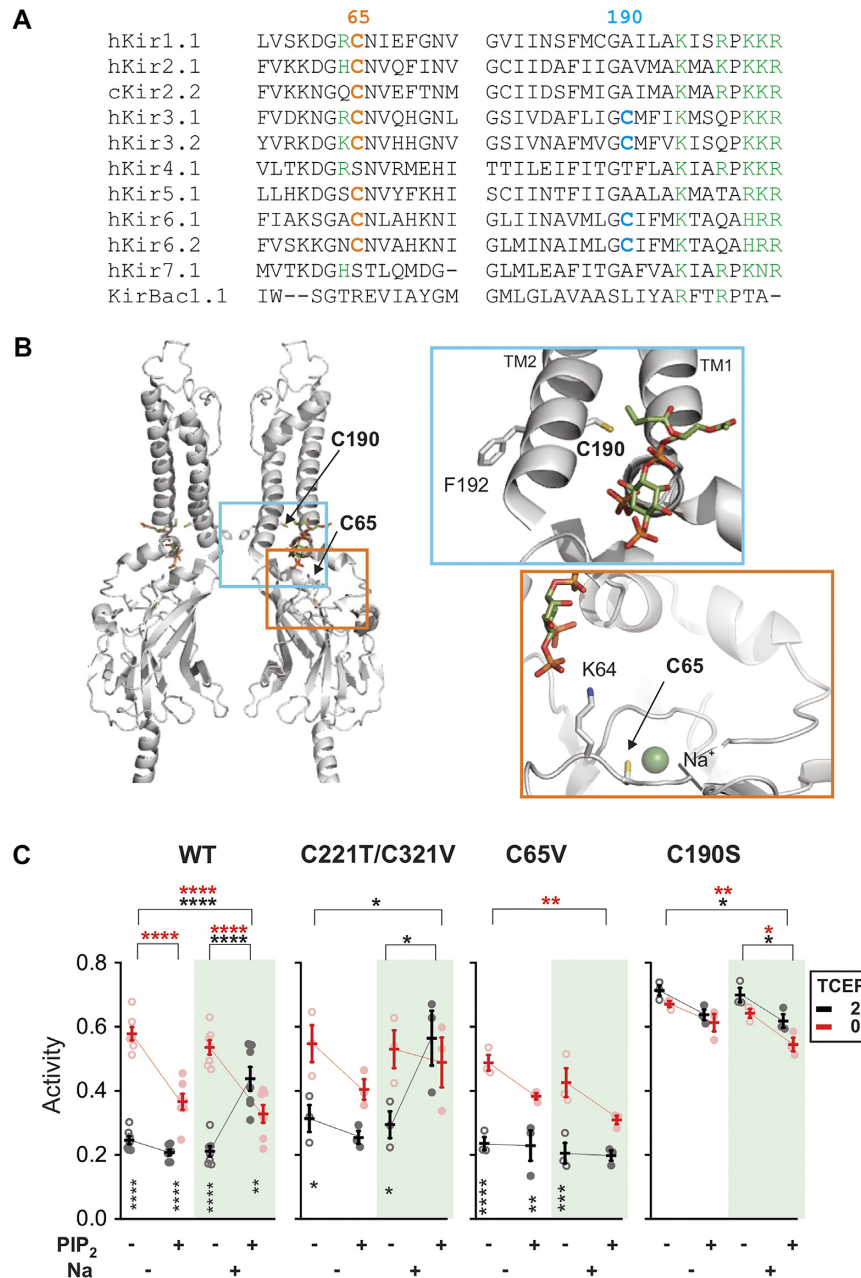 A
65 190
hKir1.1 LVSKDGRCNIEFGNV GVIINSFMCGAILAKISRPKKR
hKir2.1 FVKKDGHCNVQFINV GCIIDAFIIGAVMAKMAKPKKR
cKir2.2 FVKKNGQCNVEFTNM GCIIDSFMIGAIMAKMARPKKR
hKir3.1 FVDKNGRCNVQHGNL GSIVDAFLIGCMFIKMSQPKKR
hKir3.2 YVRKDGKCNVHHGNV GSIVNAFMVGCMFVKISQPKKR
hKir4.1 VLTKDGRSNVRMEHI TTILEIFITGTFLAKIARPKKR
hKir5.1 LLHKDGSCNVYFKHI SCIINTFIIGAALAKMATARKR
hKir6.1 FIAKSGACNLAHKNI GLIINAVMLGCIFMKTAQAHRR
hKir6.2 FVSKKGNCNVAHKNI GLMINAIMLGCIFMKTAQAHRR
hKir7.1 MVTKDGHSTLQMDG- GLMLEAFITGAFVAKIARPKNR
KirBac1.1 IW--SGTREVIAYGM GMLGLAVAASLIYARFTRPTA-
B
TM2 TM1
C190
F192
C190
C65
K64
C65
Na+
C
WT C221T/C321V C65V C190S
**** **
**** * ** *
**** **** *
**** * *
TCEP
2
0
0.8
0.6
0.4
0.2
0.0
Activity
**** **** **** ** * * **** ** ***
PIP2 - + - + - + - + - + - + - + - +
Na - + - + - + - +